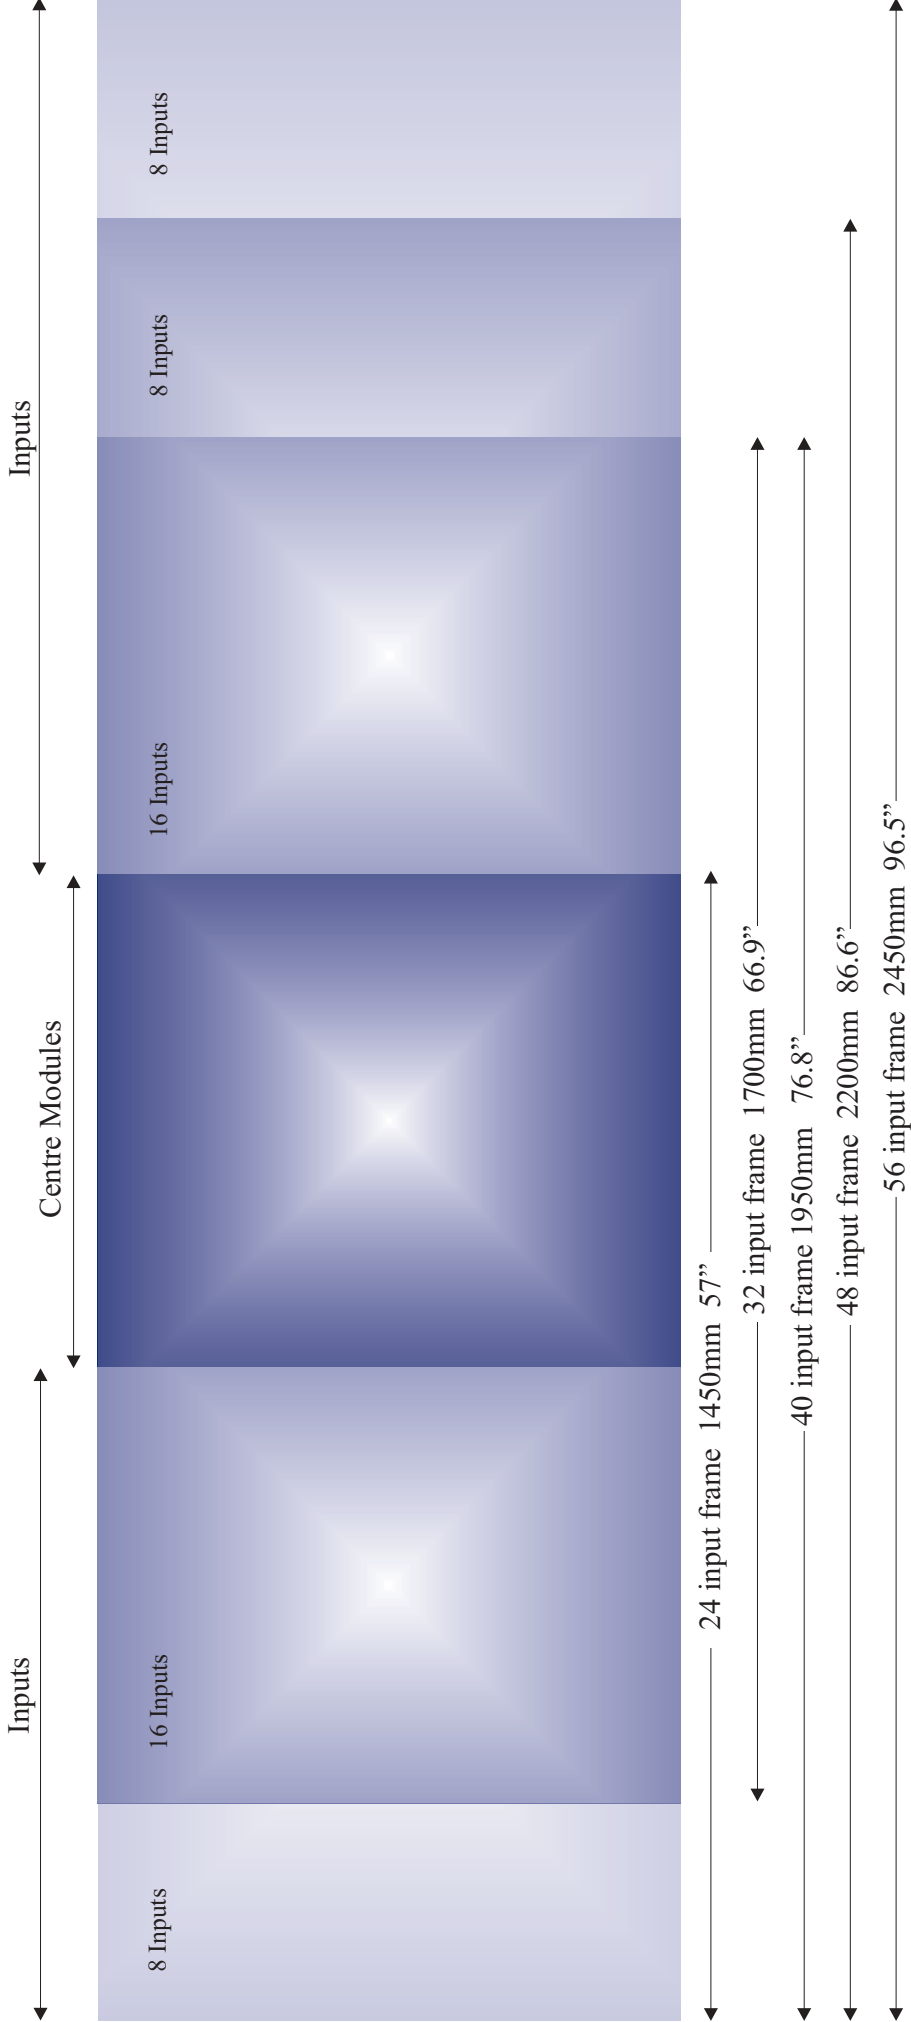 Inputs
Centre Modules
Inputs
8 Inputs
16 Inputs
16 Inputs
8 Inputs
8 Inputs
24 input frame 1450mm 57”
32 input frame 1700mm 66.9”
40 input frame 1950mm 76.8”
48 input frame 2200mm 86.6”
56 input frame 2450mm 96.5”